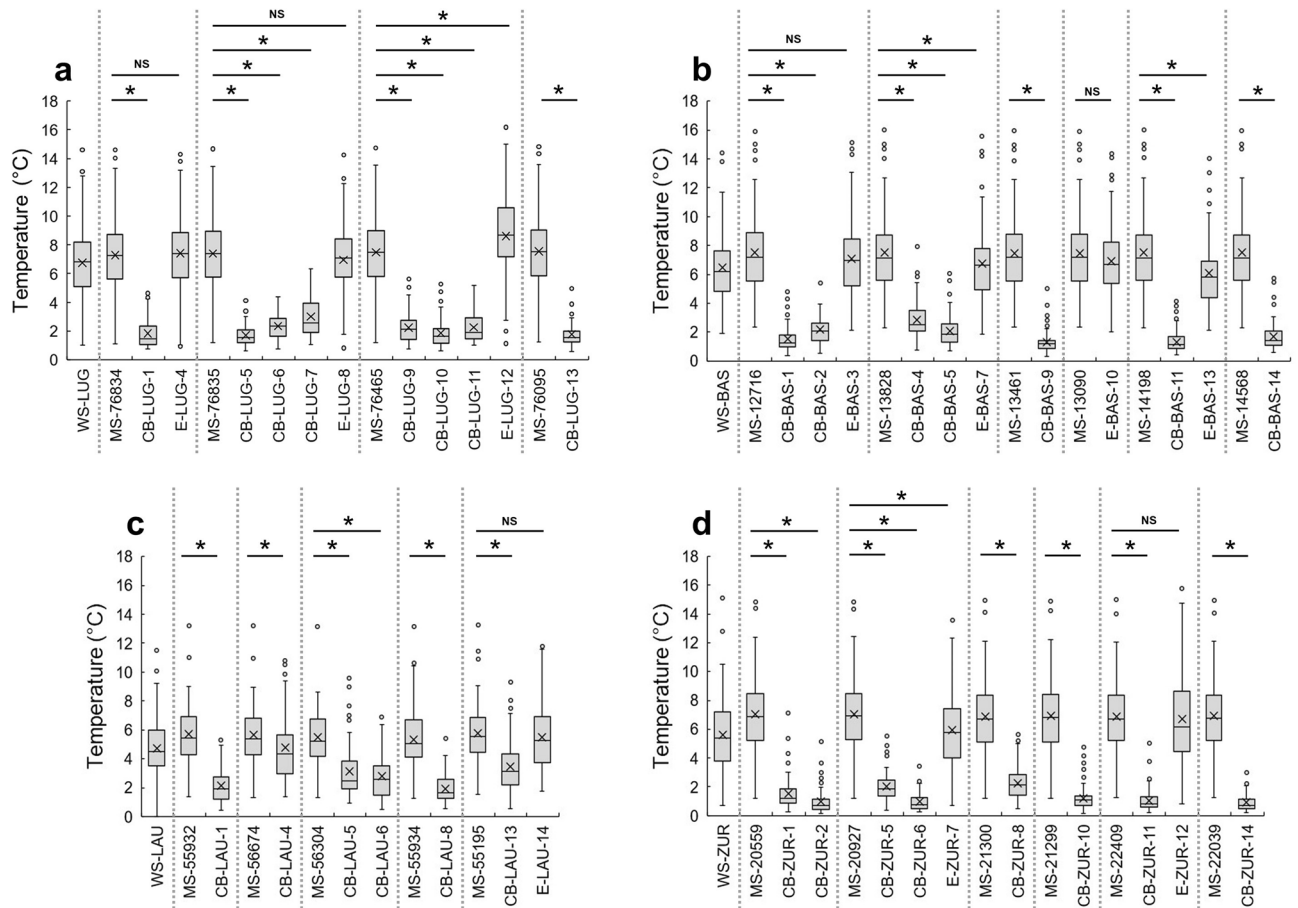 a
NS
NS
*
*
*
*
*
*
*
*
*
Temperature (°C)
18
16
14
12
10
8
6
4
2
0
WS-LUG
MS-76834
CB-LUG-1
E-LUG-4
MS-76835
CB-LUG-5
CB-LUG-6
CB-LUG-7
E-LUG-8
MS-76465
CB-LUG-9
CB-LUG-10
CB-LUG-11
E-LUG-12
MS-76095
CB-LUG-13
b
NS
*
*
*
*
*
*
NS
*
*
*
Temperature (°C)
18
16
14
12
10
8
6
4
2
0
WS-BAS
MS-12716
CB-BAS-1
CB-BAS-2
E-BAS-3
MS-13828
CB-BAS-4
CB-BAS-5
E-BAS-7
MS-13461
CB-BAS-9
MS-13090
E-BAS-10
MS-14198
CB-BAS-11
E-BAS-13
MS-14568
CB-BAS-14
c
*
*
*
*
*
*
NS
Temperature (°C)
18
16
14
12
10
8
6
4
2
0
WS-LAU
MS-55932
CB-LAU-1
MS-56674
CB-LAU-4
MS-56304
CB-LAU-5
CB-LAU-6
MS-55934
CB-LAU-8
MS-55195
CB-LAU-13
E-LAU-14
d
*
*
*
*
*
*
*
NS
*
*
Temperature (°C)
18
16
14
12
10
8
6
4
2
0
WS-ZUR
MS-20559
CB-ZUR-1
CB-ZUR-2
MS-20927
CB-ZUR-5
CB-ZUR-6
E-ZUR-7
MS-21300
CB-ZUR-8
MS-21299
CB-ZUR-10
MS-22409
CB-ZUR-11
E-ZUR-12
MS-22039
CB-ZUR-14